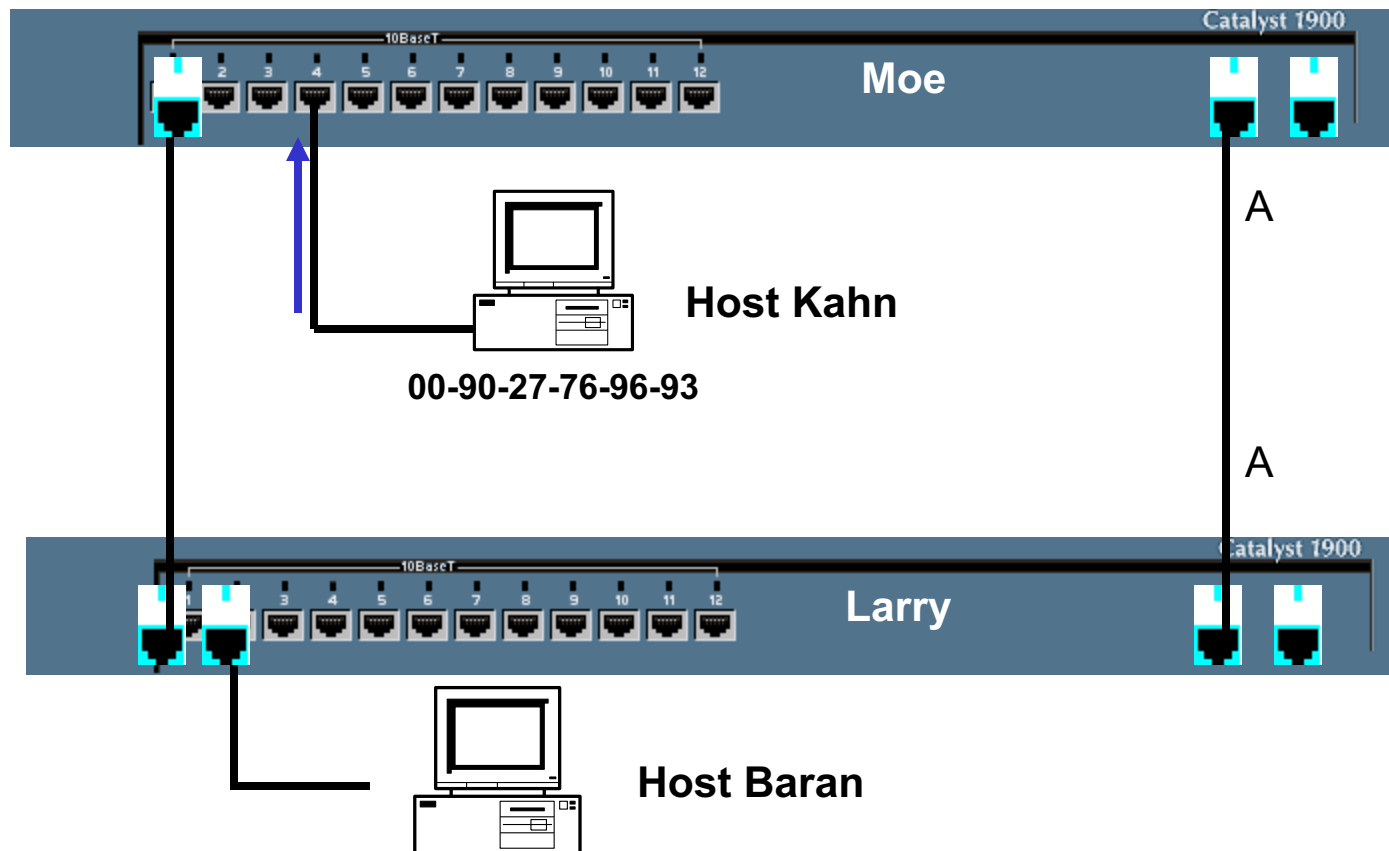 Catalyst 1900
10BaseT
2 3 4 5 6 7 8 9 10 11 12
Moe
A
Host Kahn
00-90-27-76-96-93
A
Catalyst 1900
10BaseT
1 3 4 5 6 7 8 9 10 11 12
Larry
Host Baran